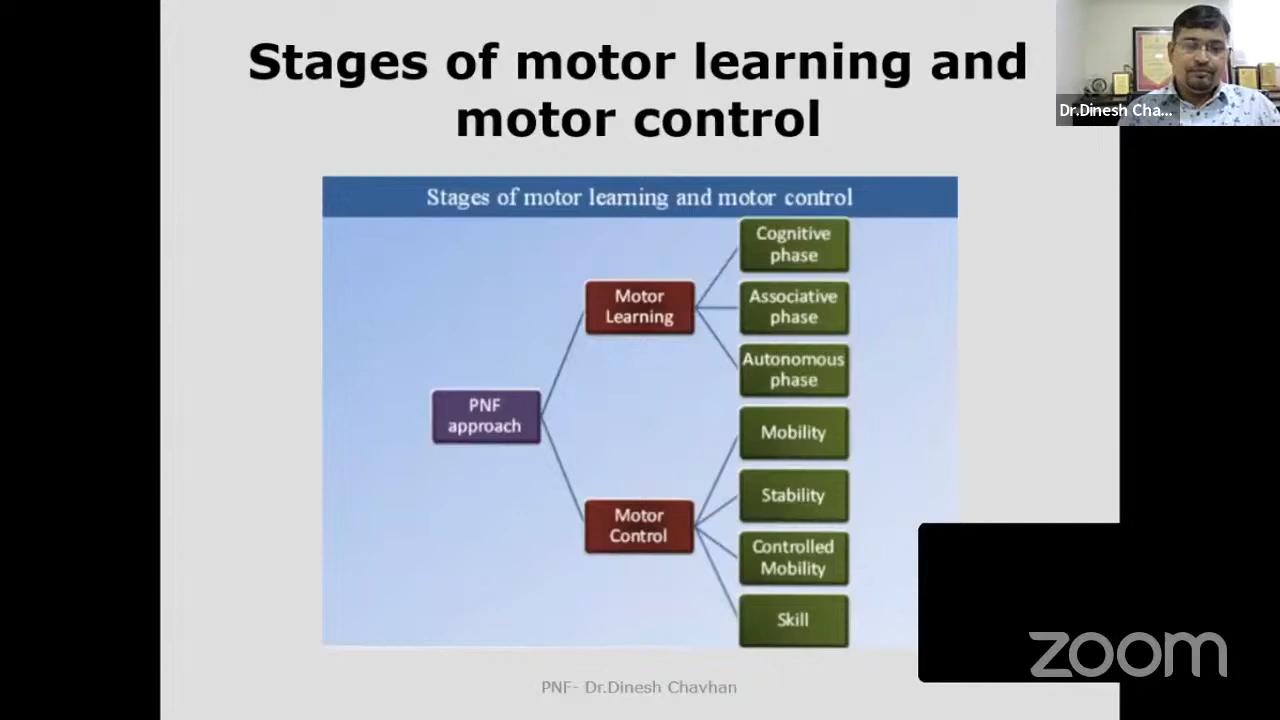 Stages of motor learning and
motor control
Dr.Dinesh Cha...
Stages of motor learning and motor control
Cognitive
phase
Motor
Learning
Associative
phase
Autonomous
phase
PNF
approach
Mobility
Stability
Motor
Control
Controlled
Mobility
Skill
zoom
PNF- Dr.Dinesh Chavhan